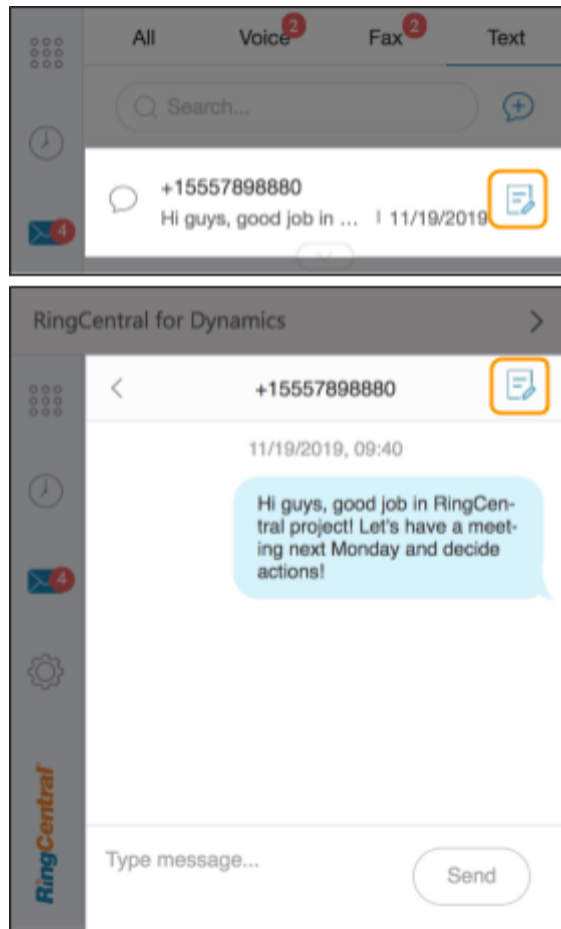 All Voice 2 Fax 2 Text
Search...
+15557898880
Hi guys, good job in ... | 11/19/2019
4
RingCentral for Dynamics
+15557898880
11/19/2019, 09:40
Hi guys, good job in RingCen-
tral project! Let's have a meet-
ing next Monday and decide
actions!
4
RingCentral
Type message...
Send